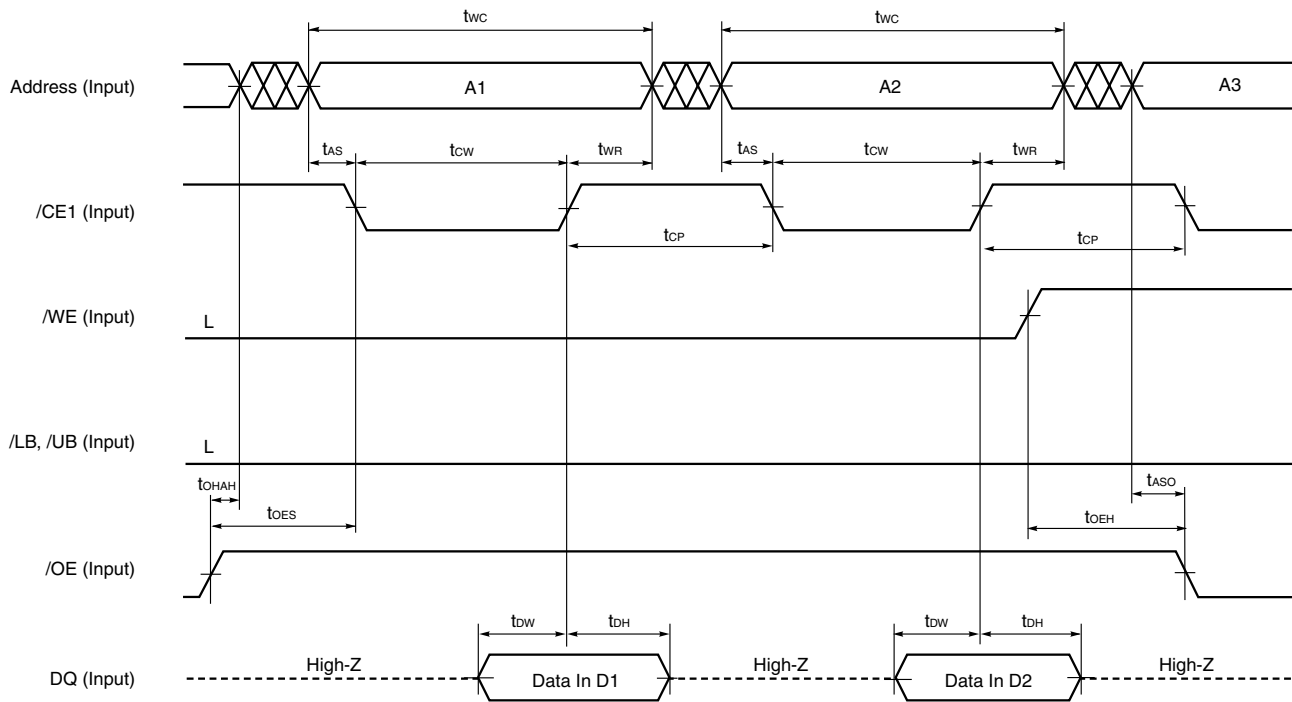 tWC tWC
Address (Input) A1 A2 A3
tAS tCW tWR tAS tCW tWR
/CE1 (Input)
tCP tCP
/WE (Input) L
/LB, /UB (Input) L
tOHAH tASO
tOES tOEH
/OE (Input)
tDW tDH tDW tDH
DQ (Input) High-Z Data In D1 High-Z Data In D2 High-Z